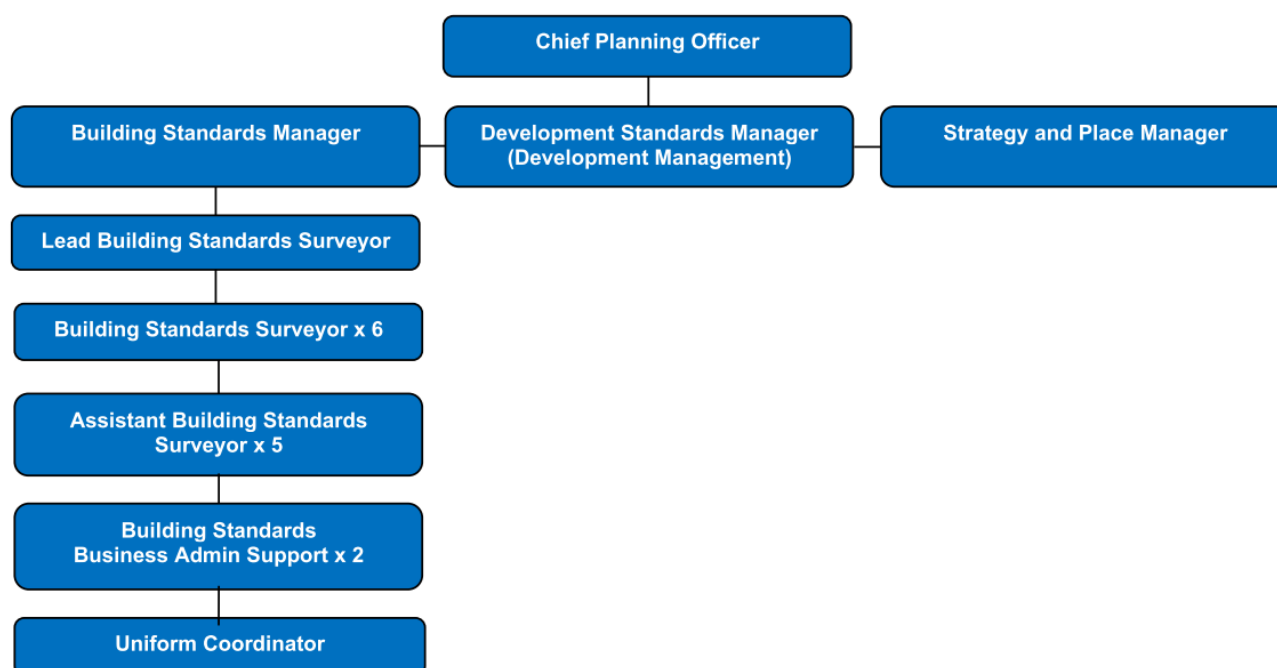 Chief Planning Officer
Building Standards Manager
Development Standards Manager
(Development Management)
Strategy and Place Manager
Lead Building Standards Surveyor
Building Standards Surveyor x 6
Assistant Building Standards
Surveyor x 5
Building Standards
Business Admin Support x 2
Uniform Coordinator